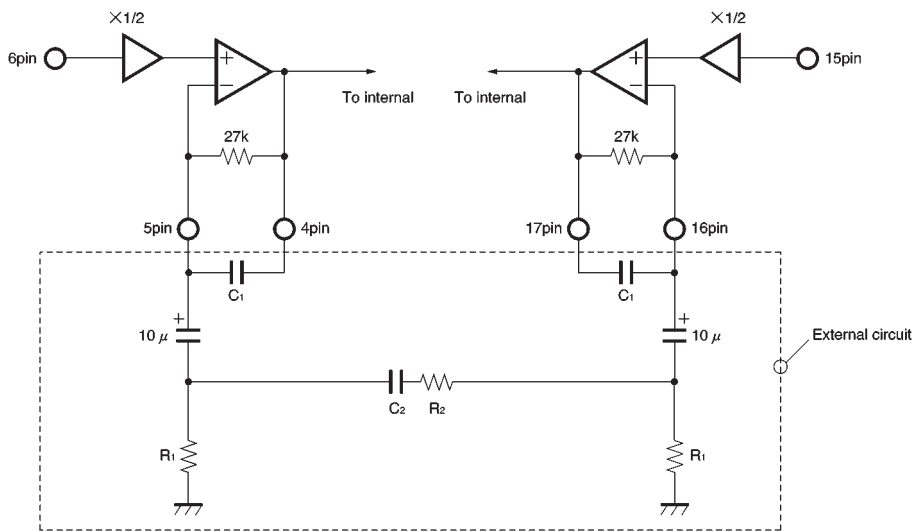 ×1/2
×1/2
6pin
+
−
+
−
15pin
To internal
To internal
27k
27k
5pin
4pin
17pin
16pin
C₁
C₁
+
10 μ
+
10 μ
External circuit
C₂
R₂
R₁
R₁